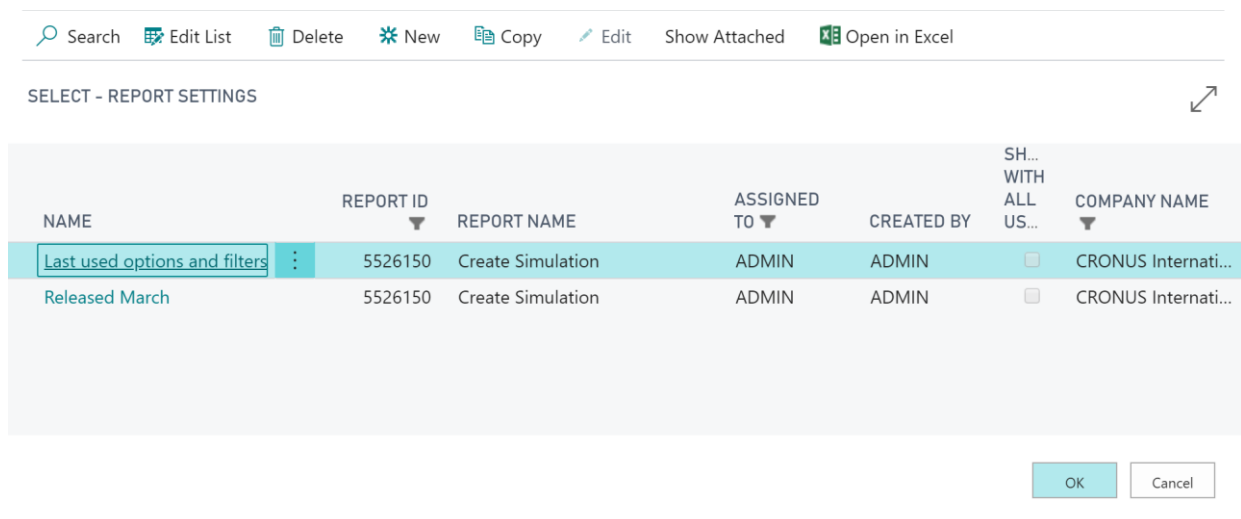 Search Edit List Delete New Copy Edit Show Attached Open in Excel
SELECT - REPORT SETTINGS
NAME REPORT ID REPORT NAME ASSIGNED TO CREATED BY SH... WITH ALL US... COMPANY NAME
Last used options and filters 5526150 Create Simulation ADMIN ADMIN CRONUS Internati...
Released March 5526150 Create Simulation ADMIN ADMIN CRONUS Internati...
OK Cancel